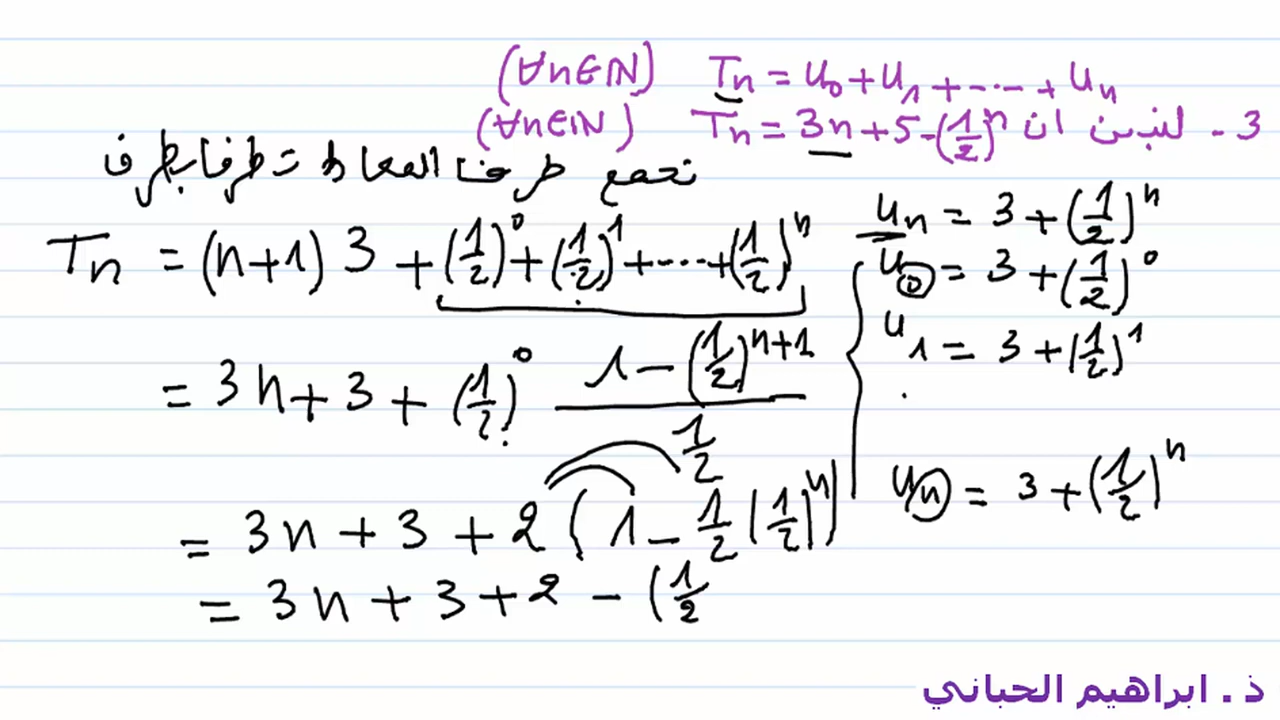 (∀n∈ℕ) Tn = u0 + u1 + ..... + un
3 - لنبين ان Tn = 3n + 5 - (1/2)^n (∀n∈ℕ)
نجمع طرفا لطرف
Tn = (n+1) 3 + (1/2)^0 + (1/2)^1 + ..... + (1/2)^n
= 3n + 3 + (1/2)^0 (1 - (1/2)^(n+1))/(1/2)
= 3n + 3 + 2 (1 - 1/2 (1/2)^n)
= 3n + 3 + 2 - (1/2
un = 3 + (1/2)^n
u0 = 3 + (1/2)^0
u1 = 3 + (1/2)^1
.
un = 3 + (1/2)^n
ذ . ابراهيم الحباني